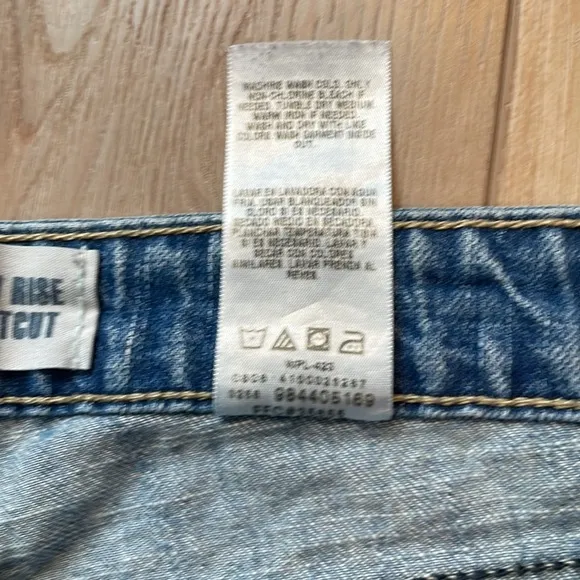 MACHINE WASH COLD. ONLY
NON-CHLORINE BLEACH IF
NEEDED. TUMBLE DRY MEDIUM.
WARM IRON IF NEEDED.
WASH AND DRY WITH LIKE
COLORS. WASH GARMENT INSIDE
OUT.
LAVAR EN LAVADORA CON AGUA
FRIA. USAR BLANQUEADOR SIN
CLORO SI ES NECESARIO.
SECADO MEDIO EN SECADORA.
PLANCHAR TEMPERATURA TIBIA
SI ES NECESARIO. LAVAR Y
SECAR CON COLORES
SIMILARES. LAVAR PRENDA AL
REVES.
RISE
TCUT
WPL-423
984405169